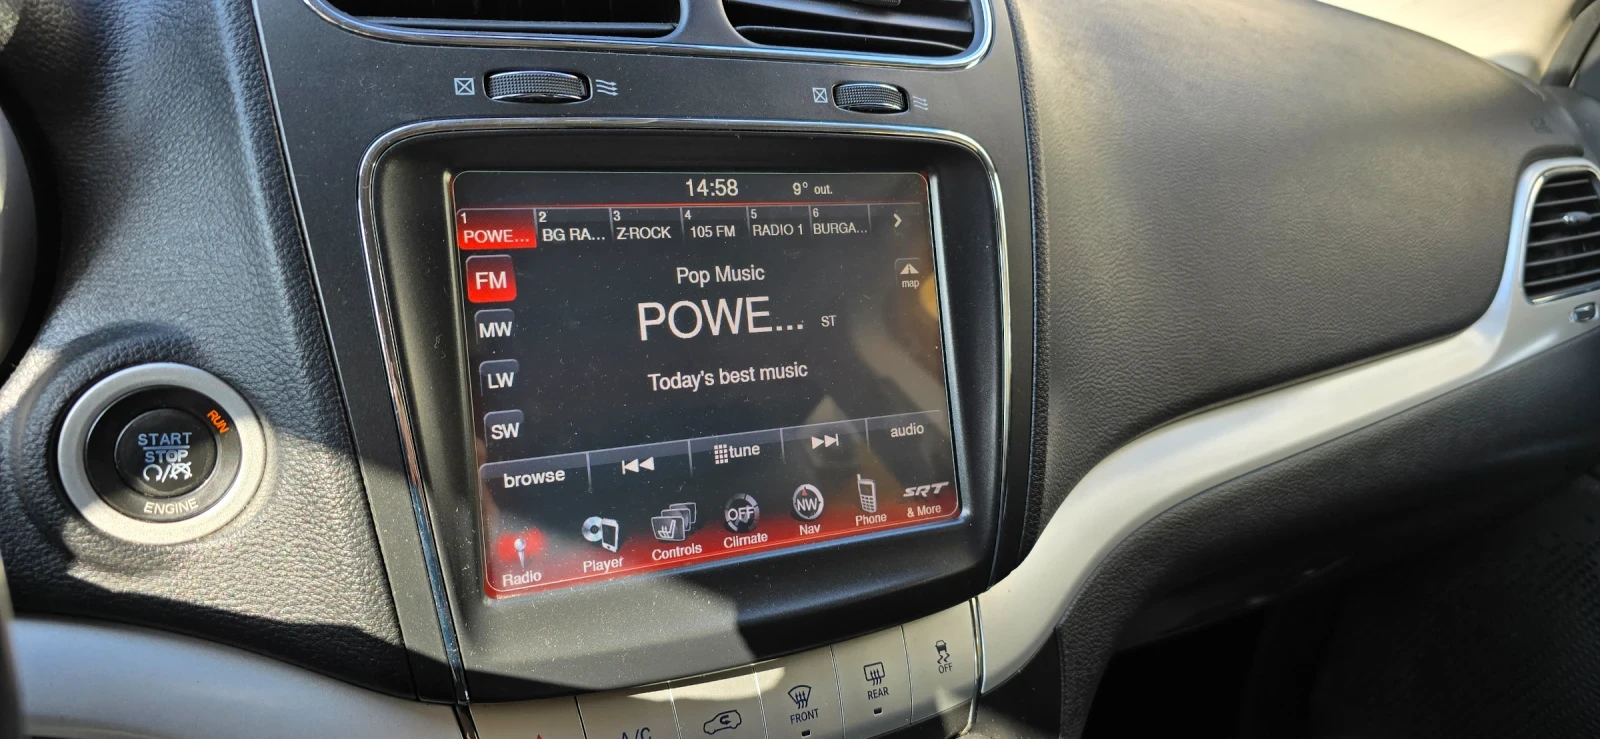 14:58 9° out.
1 2 3 4 5 6
POWE... BG RA... Z-ROCK 105 FM RADIO 1 BURGA...
FM
Pop Music
map
MW
POWE... ST
LW
Today's best music
SW
browse tune audio
OFF NW SRT
Radio Player Controls Climate Nav Phone & More
START
STOP
ENGINE
RUN
A/C
FRONT
REAR
OFF